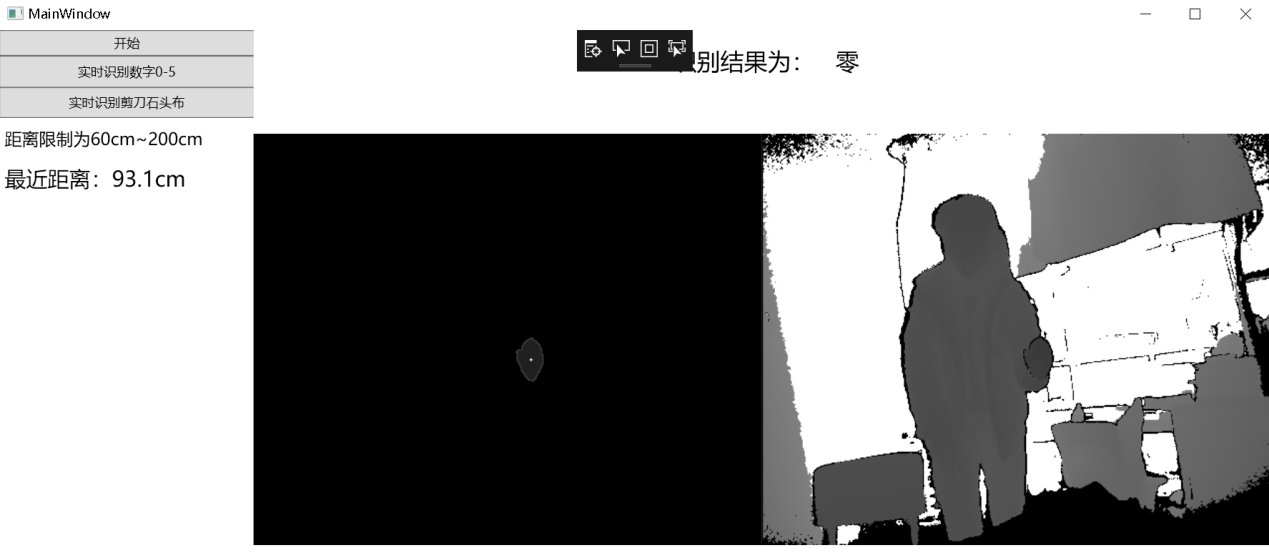 MainWindow
开始
实时识别数字0-5
实时识别剪刀石头布
别结果为： 零
距离限制为60cm~200cm
最近距离：93.1cm